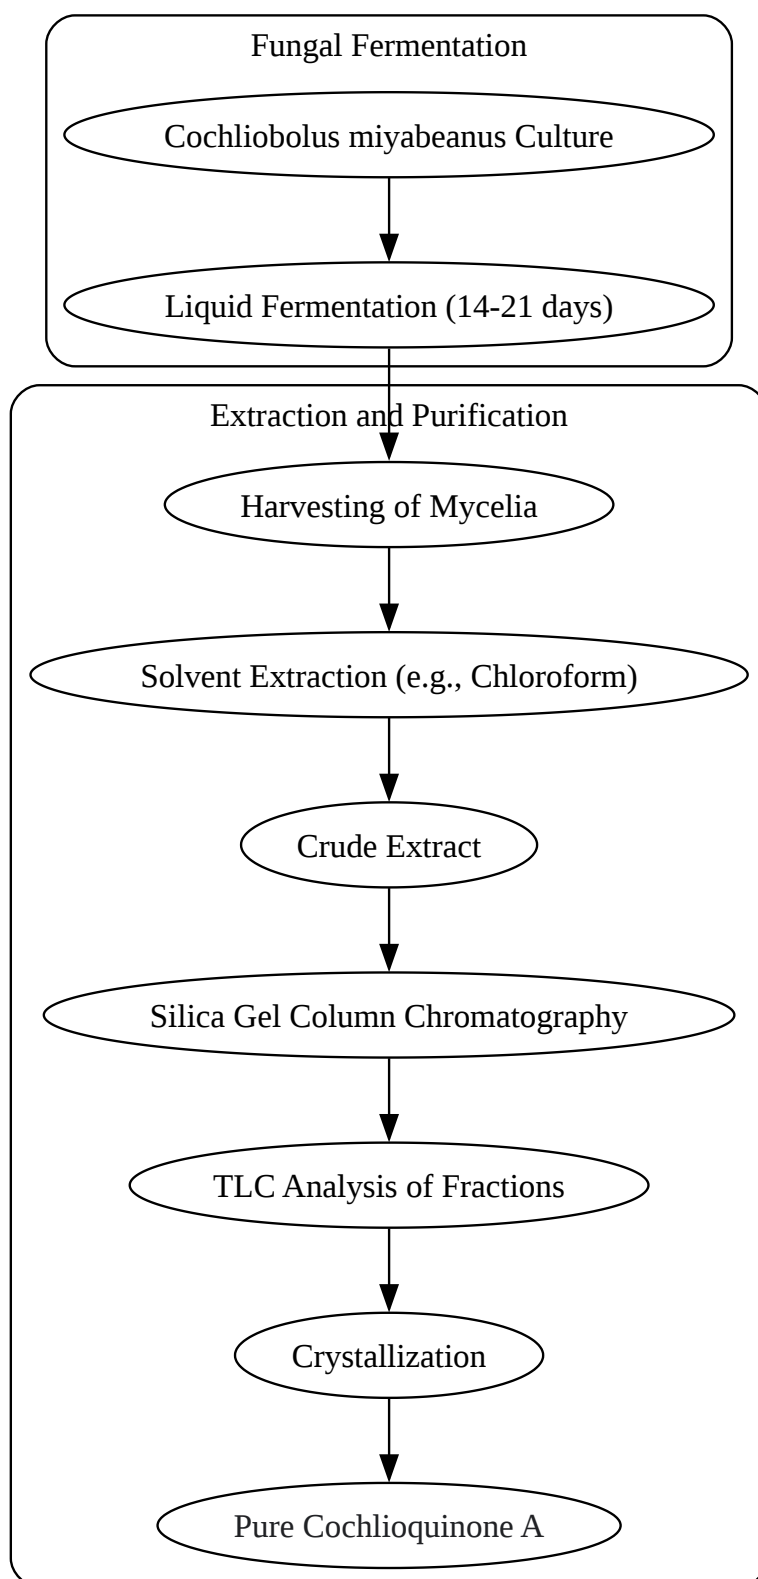 Fungal Fermentation
Cochliobolus miyabeanus Culture
Liquid Fermentation (14-21 days)
Extraction and Purification
Harvesting of Mycelia
Solvent Extraction (e.g., Chloroform)
Crude Extract
Silica Gel Column Chromatography
TLC Analysis of Fractions
Crystallization
Pure Cochlioquinone A